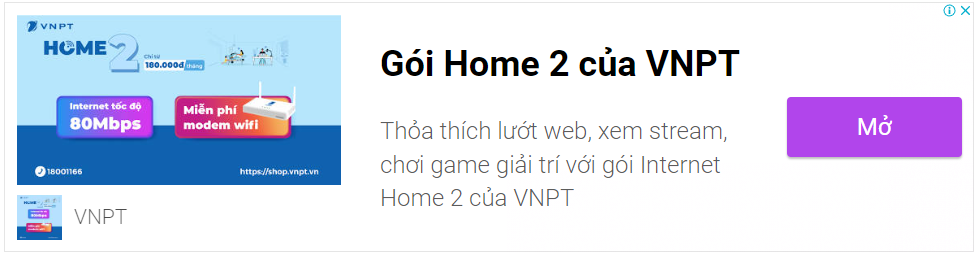 VNPT
HOME 2
Chỉ từ
180.000đ/tháng
Internet tốc độ
80Mbps
Miễn phí
modem wifi
18001166
https://shop.vnpt.vn
VNPT
Gói Home 2 của VNPT
Thỏa thích lướt web, xem stream,
chơi game giải trí với gói Internet
Home 2 của VNPT
Mở